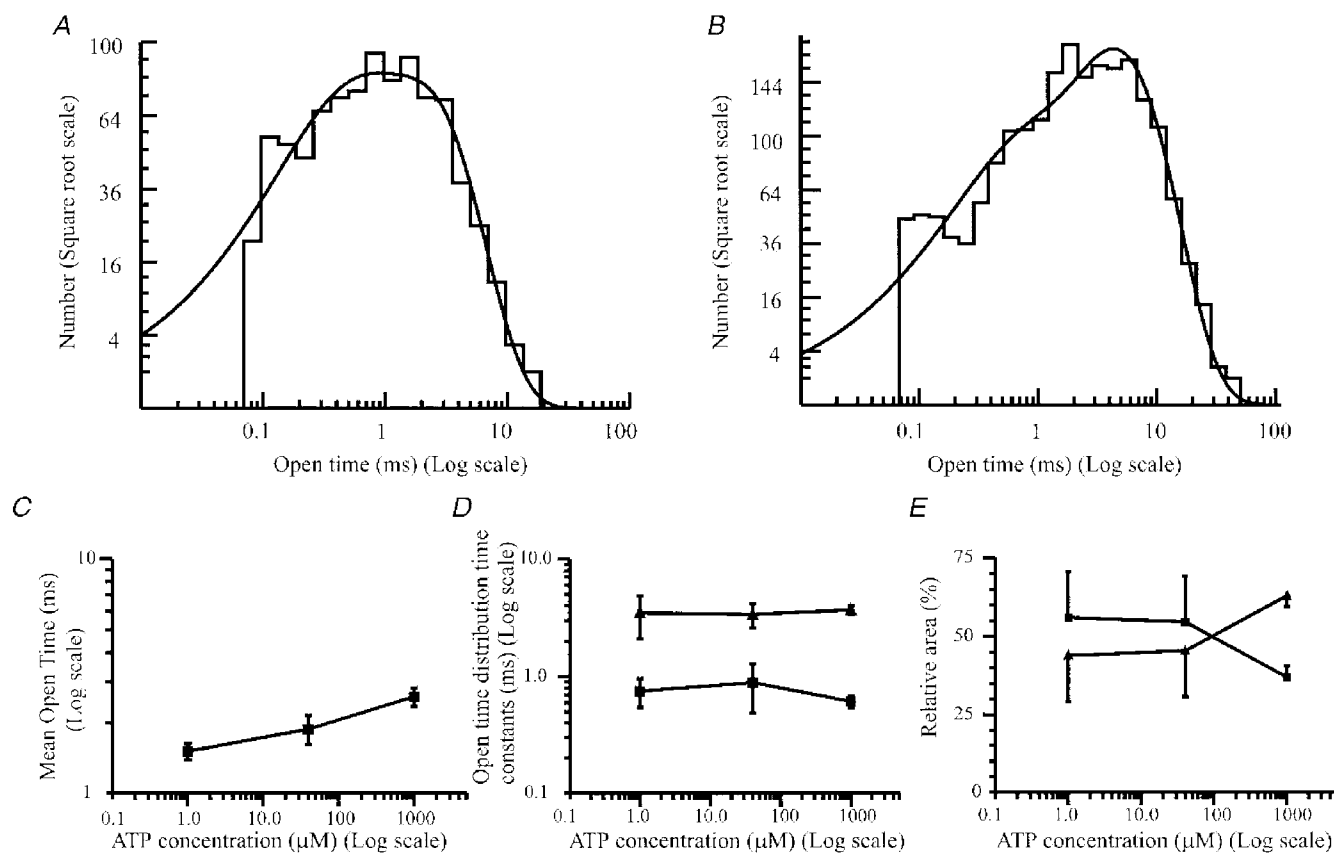 A
100
64
36
16
4
Number (Square root scale)
0.1 1 10 100
Open time (ms) (Log scale)
B
144
100
64
36
16
4
Number (Square root scale)
0.1 1 10 100
Open time (ms) (Log scale)
C
10
1
Mean Open Time (ms)
(Log scale)
0.1 1.0 10.0 100 1000
ATP concentration (μM) (Log scale)
D
10.0
1.0
0.1
Open time distribution time
constants (ms) (Log scale)
0.1 1.0 10.0 100 1000
ATP concentration (μM) (Log scale)
E
75
50
25
0
Relative area (%)
0.1 1.0 10.0 100 1000
ATP concentration (μM) (Log scale)